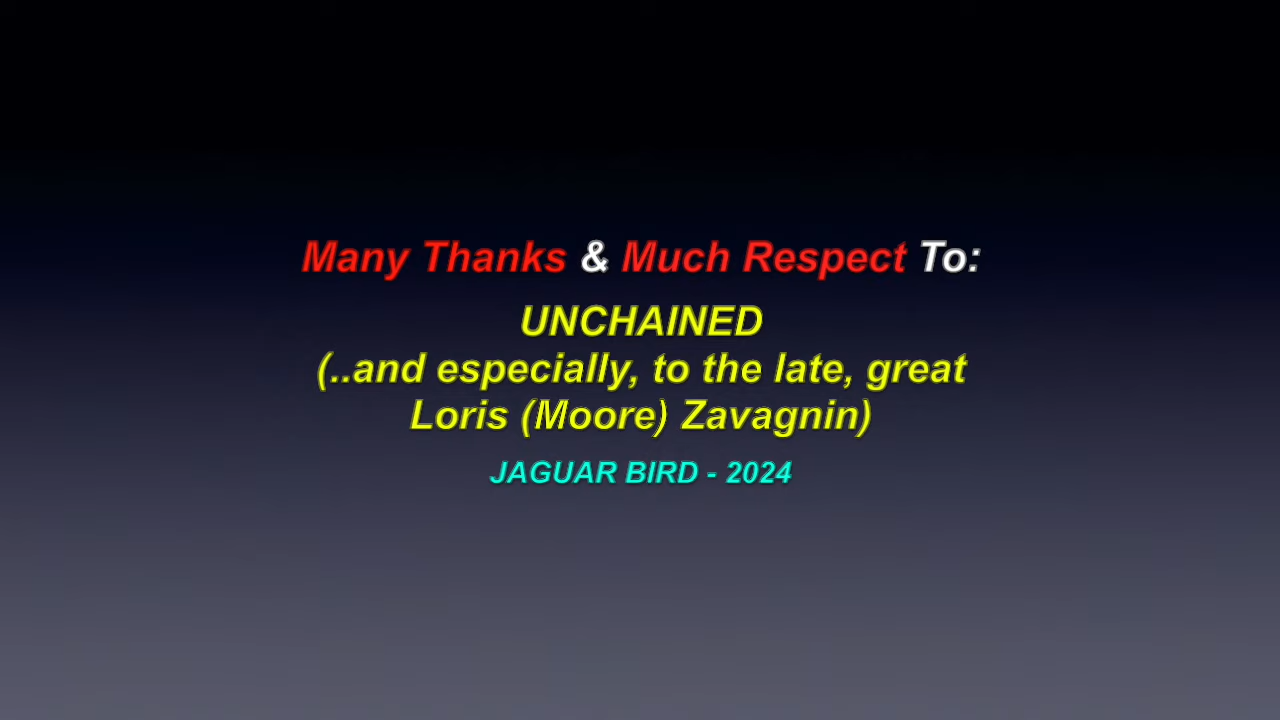 Many Thanks & Much Respect To:
UNCHAINED
(..and especially, to the late, great
Loris (Moore) Zavagnin)
JAGUAR BIRD - 2024